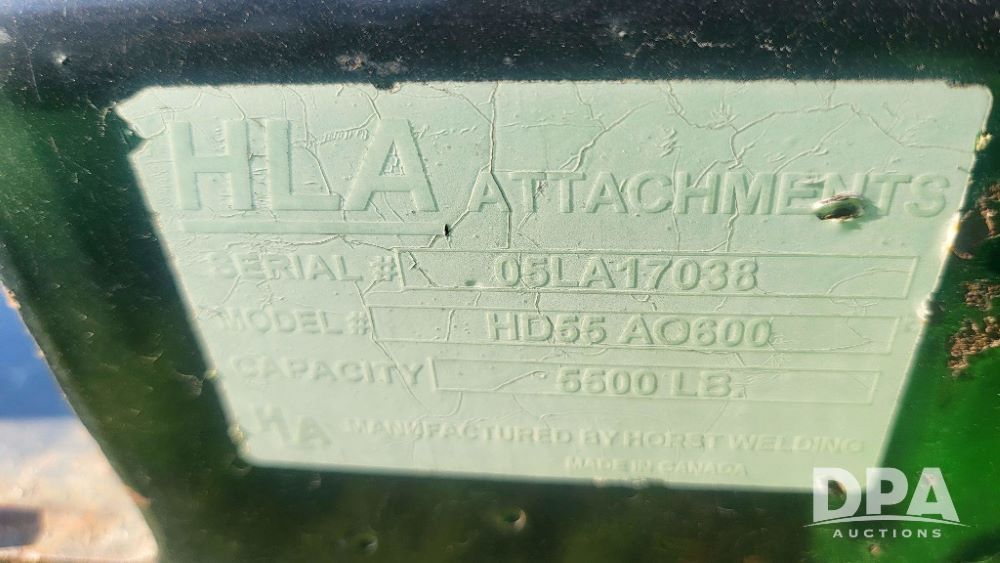 HLA ATTACHMENTS
SERIAL # 05LA17038
MODEL # HD55 AO600
CAPACITY 5500 LB.
HA MANUFACTURED BY HORST WELDING
MADE IN CANADA
DPA
AUCTIONS